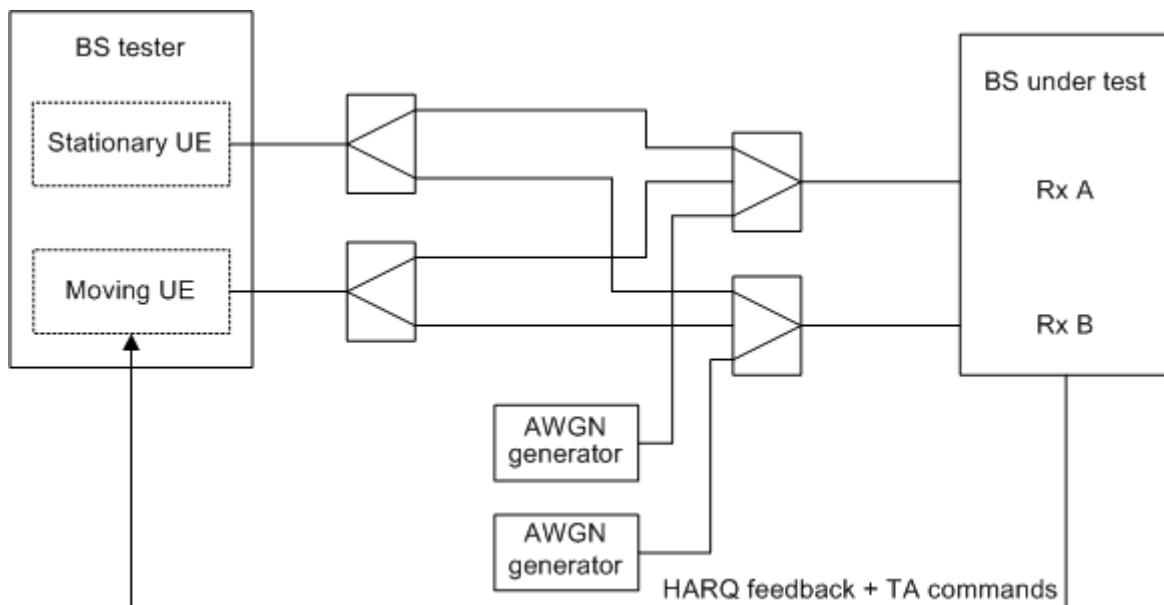 BS tester
Stationary UE
Moving UE
BS under test
Rx A
Rx B
AWGN
generator
AWGN
generator
HARQ feedback + TA commands